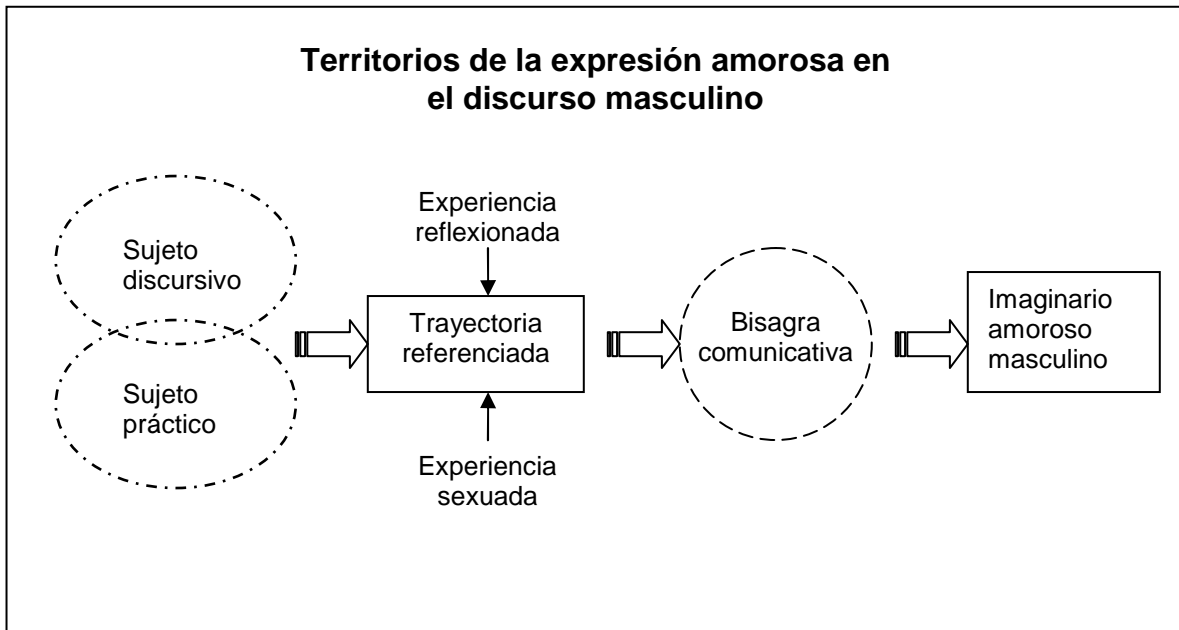 Territorios de la expresión amorosa en
el discurso masculino
Sujeto
discursivo
Sujeto
práctico
Experiencia
reflexionada
Trayectoria
referenciada
Experiencia
sexuada
Bisagra
comunicativa
Imaginario
amoroso
masculino